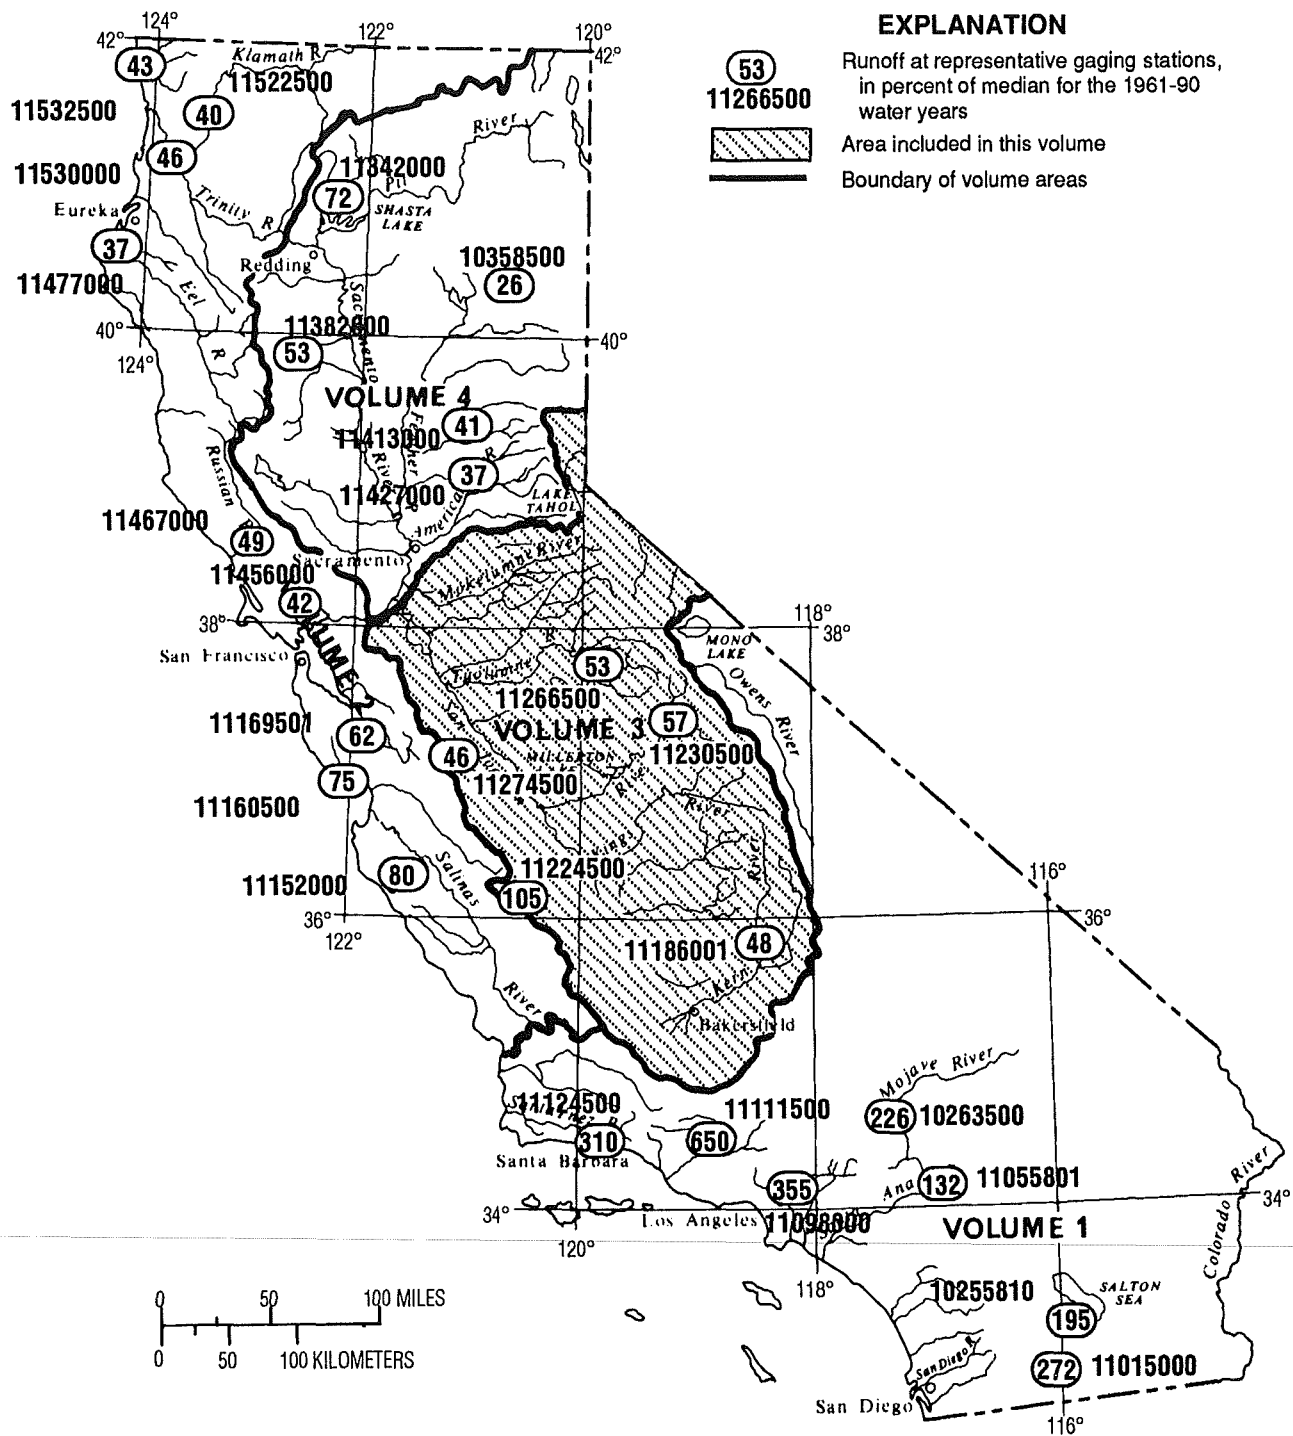 EXPLANATION
53
11266500
Runoff at representative gaging stations,
in percent of median for the 1961-90
water years
Area included in this volume
Boundary of volume areas
124°
122°
120°
42°
42°
43
Klamath R
11522500
11532500
40
46
River
11530000
11342000
Pit
72
Trinity R
SHASTA
LAKE
Eureka
37
Redding
10358500
26
11477000
Eel
R
Sacramento
40°
40°
124°
53
VOLUME 4
41
Feather
River
11413000
37
R
11427000
Russian
American
LAKE
11467000
49
Sacramento
11456000
42
Mokelumne River
38°
118°
38°
San Francisco
UME
MONO
LAKE
R
Tuolumne
53
Owens River
11266500
San
11169501
62
VOLUME 3
57
46
MILLERTON
11230500
75
11274500
River
11160500
River
Salinas
80
11224500
River
11152000
105
116°
36°
36°
122°
11186001
48
River
Kern
Bakersfield
Mojave River
11124500
11111500
226
10263500
310
650
Santa Barbara
355
Ana
132
11055801
34°
34°
Los Angeles
11098000
VOLUME 1
120°
118°
Colorado River
10255810
SALTON
SEA
195
San Diego R
272
11015000
San Diego
116°
0 50 100 MILES
0 50 100 KILOMETERS